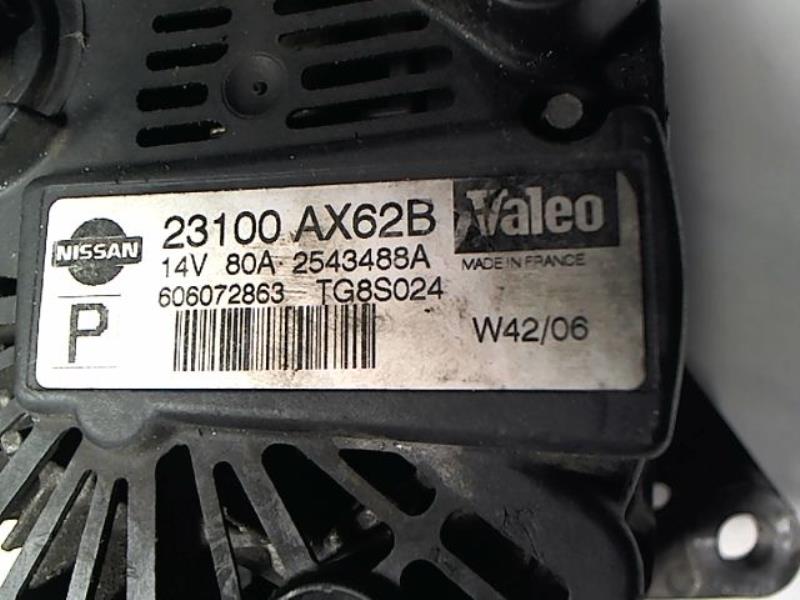 NISSAN
23100 AX62B
Valeo
14V 80A 2543488A
MADE IN FRANCE
606072863 TG8S024
P
W42/06